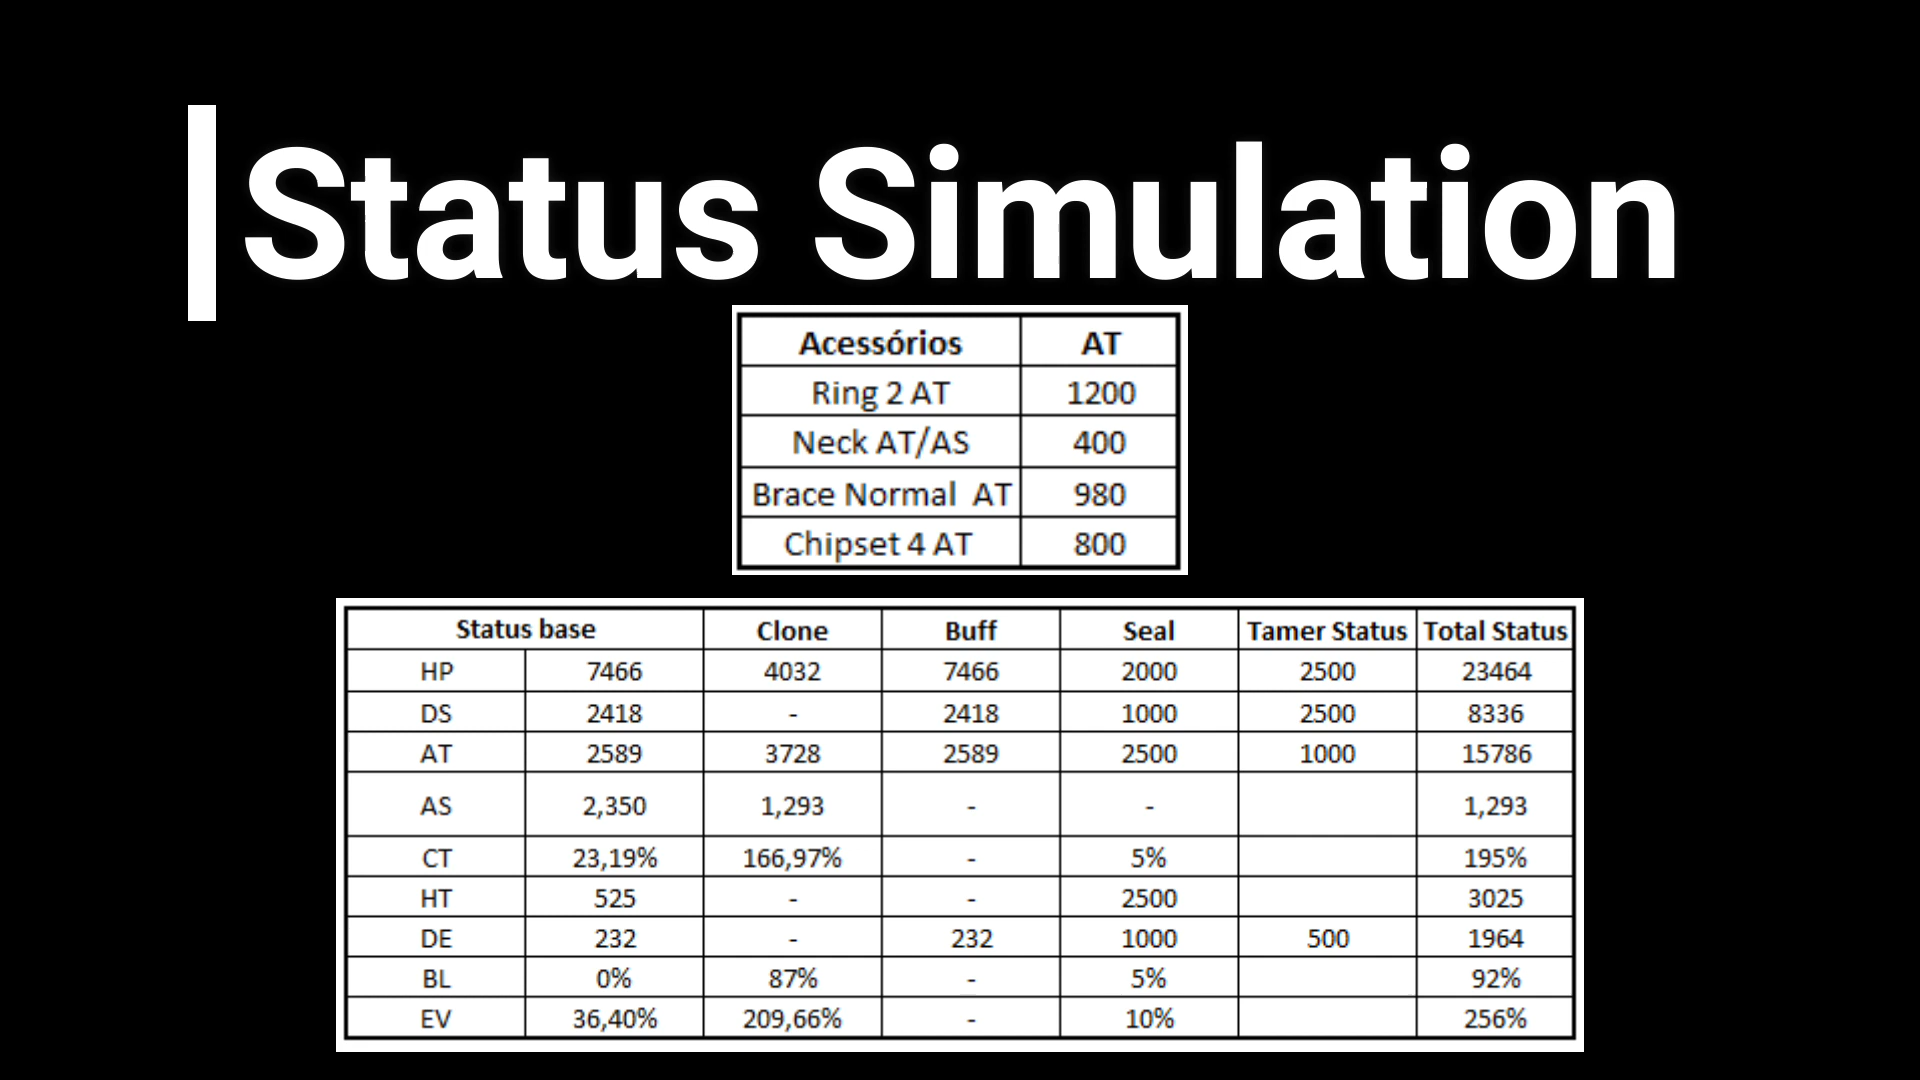 Status Simulation
Acessórios AT
Ring 2 AT 1200
Neck AT/AS 400
Brace Normal AT 980
Chipset 4 AT 800
Status base Clone Buff Seal Tamer Status Total Status
HP 7466 4032 7466 2000 2500 23464
DS 2418 - 2418 1000 2500 8336
AT 2589 3728 2589 2500 1000 15786
AS 2,350 1,293 - - 1,293
CT 23,19% 166,97% - 5% 195%
HT 525 - - 2500 3025
DE 232 - 232 1000 500 1964
BL 0% 87% - 5% 92%
EV 36,40% 209,66% - 10% 256%